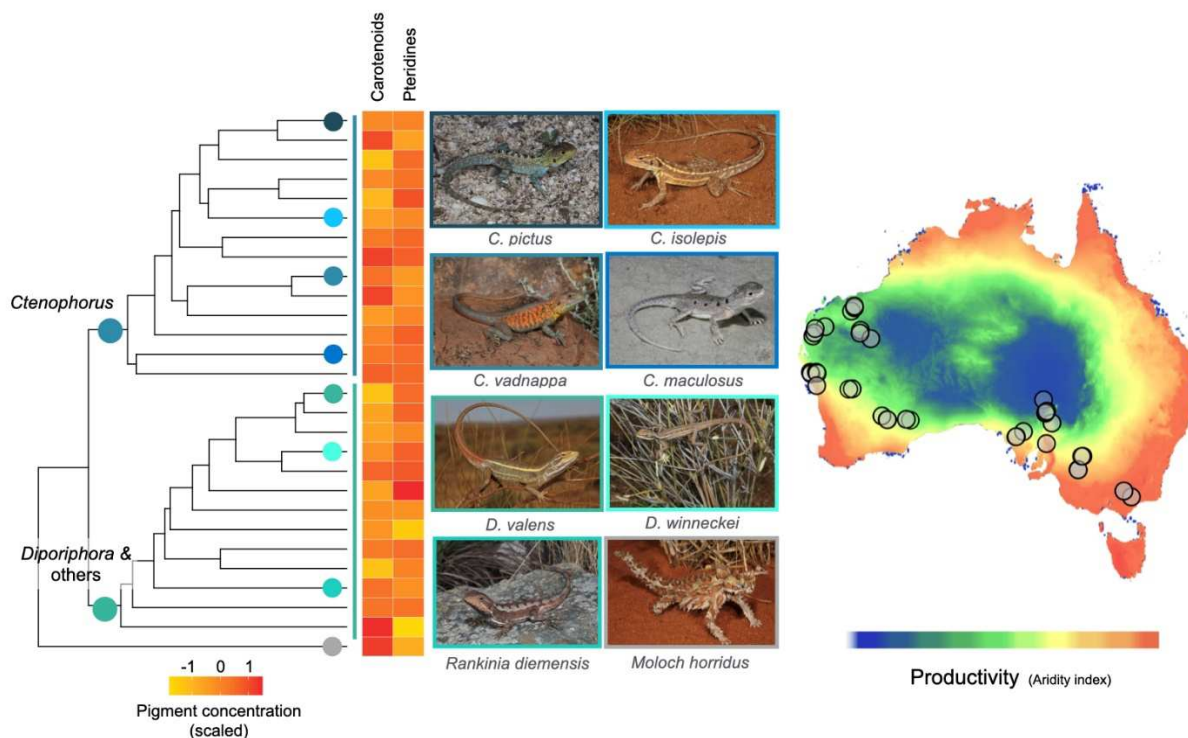 Carotenoids
Pteridines
Ctenophorus
Diporiphora &
others
-1 0 1
Pigment concentration
(scaled)
C. pictus
C. isolepis
C. vadnappa
C. maculosus
D. valens
D. winneckei
Rankinia diemensis
Moloch horridus
Productivity (Aridity index)